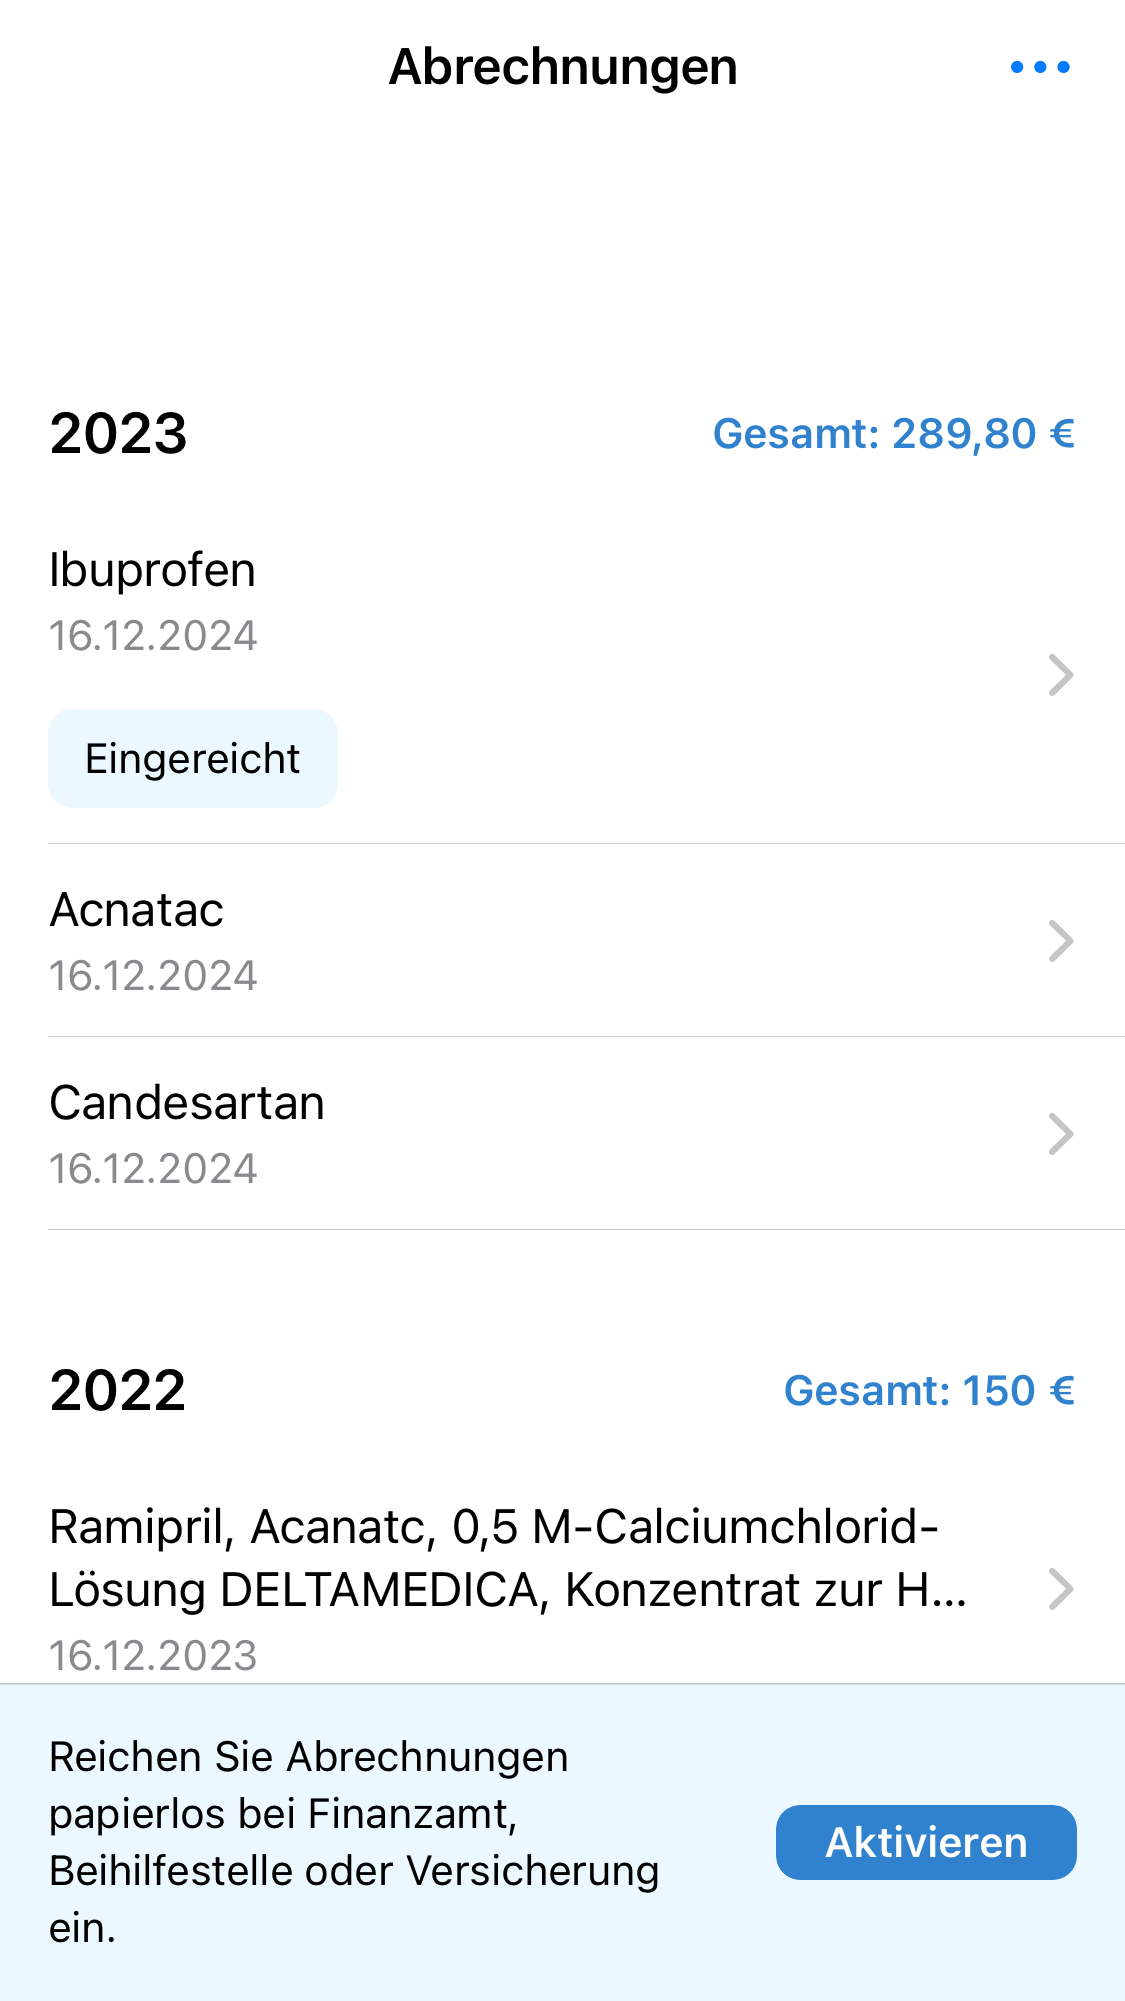 Abrechnungen
2023
Gesamt: 289,80 €
Ibuprofen
16.12.2024
Eingereicht
Acnatac
16.12.2024
Candesartan
16.12.2024
2022
Gesamt: 150 €
Ramipril, Acanatc, 0,5 M-Calciumchlorid-
Lösung DELTAMEDICA, Konzentrat zur H...
16.12.2023
Reichen Sie Abrechnungen
papierlos bei Finanzamt,
Beihilfestelle oder Versicherung
ein.
Aktivieren